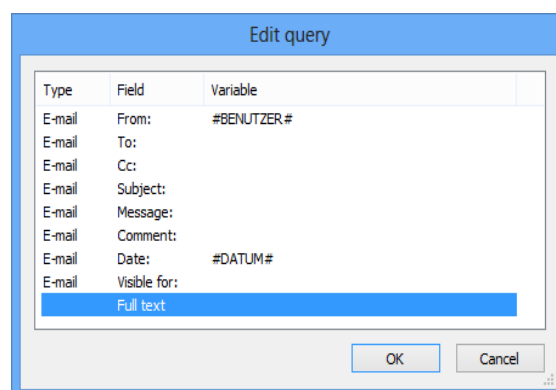 Edit query
Type Field Variable
E-mail From: #BENUTZER#
E-mail To:
E-mail Cc:
E-mail Subject:
E-mail Message:
E-mail Comment:
E-mail Date: #DATUM#
E-mail Visible for:
Full text
OK Cancel